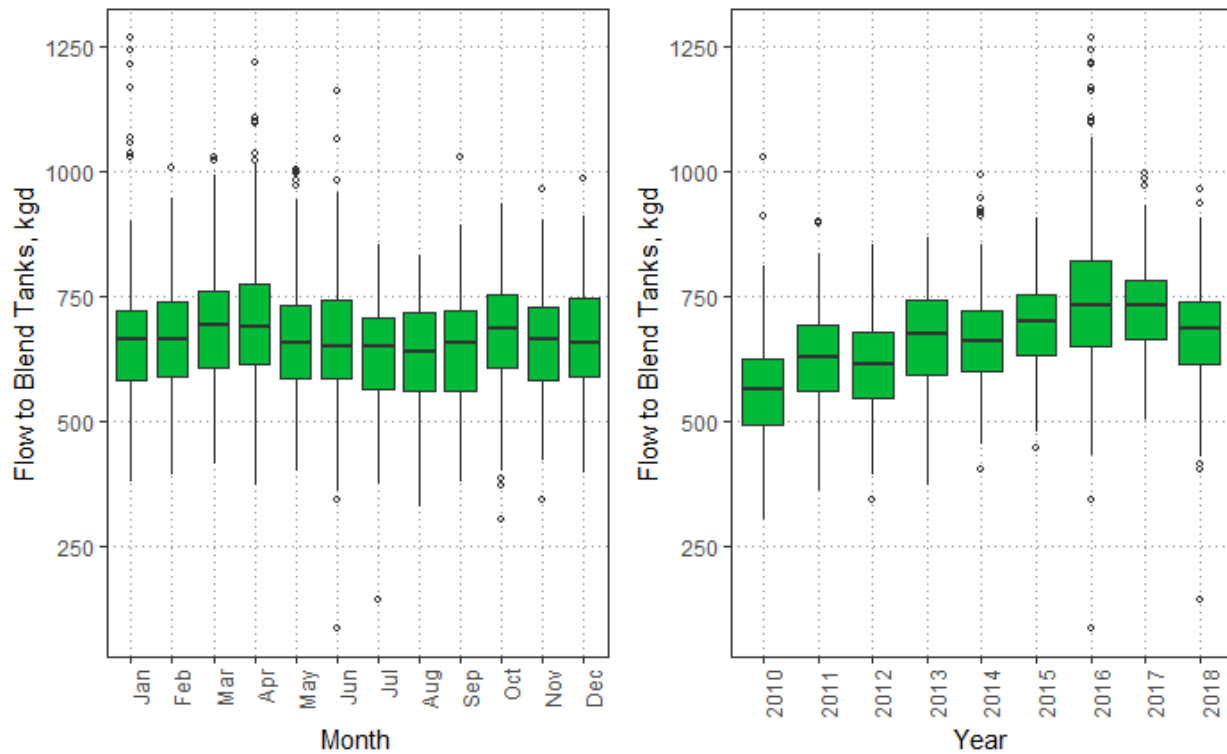 Flow to Blend Tanks, kgd
1250
1000
750
500
250
Jan
Feb
Mar
Apr
May
Jun
Jul
Aug
Sep
Oct
Nov
Dec
Month
Flow to Blend Tanks, kgd
1250
1000
750
500
250
2010
2011
2012
2013
2014
2015
2016
2017
2018
Year